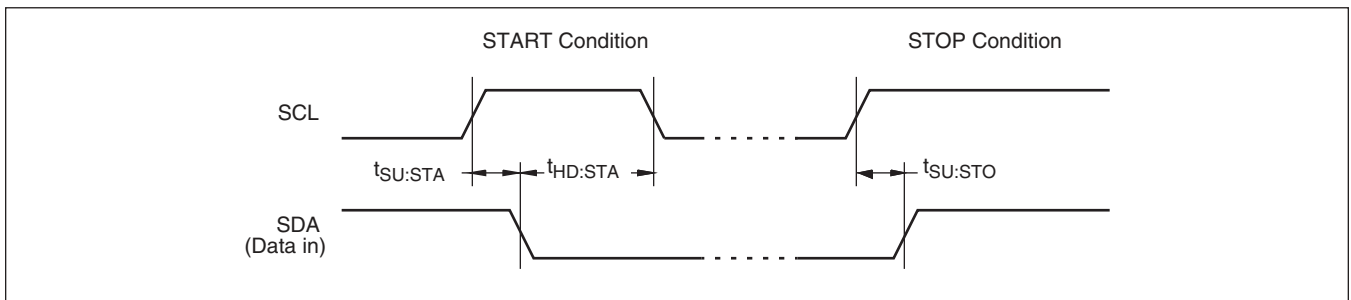 START Condition
STOP Condition
SCL
tSU:STA
tHD:STA
tSU:STO
SDA
(Data in)